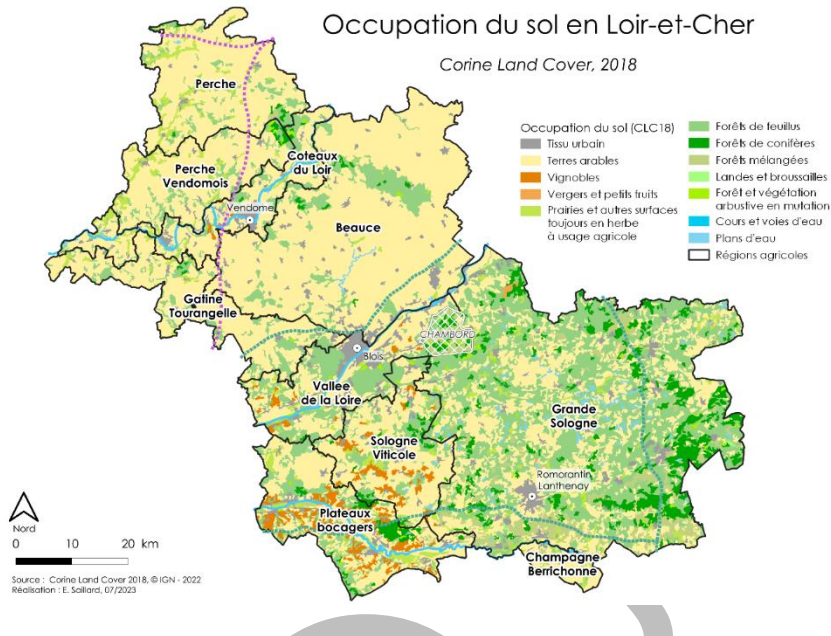 Occupation du sol en Loir-et-Cher
Corine Land Cover, 2018
Occupation du sol (CLC18)
Tissu urbain
Terres arables
Vignobles
Vergers et petits fruits
Prairies et autres surfaces
toujours en herbe
à usage agricole
Forêts de feuillus
Forêts de conifères
Forêts mélangées
Landes et broussailles
Forêt et végétation
arbustive en mutation
Cours et voies d'eau
Plans d'eau
Régions agricoles
Perche
Perche
Vendomois
Coteaux
du Loir
Vendome
Beauce
Gatine
Tourangelle
CHAMBORD
Blois
Vallee
de la Loire
Grande
Sologne
Sologne
Viticole
Romorantin
Lanthenay
Plateaux
bocagers
Champagne
Berrichonne
Nord
0 10 20 km
Source : Corine Land Cover 2018, © IGN - 2022
Réalisation : E. Saillard, 07/2023